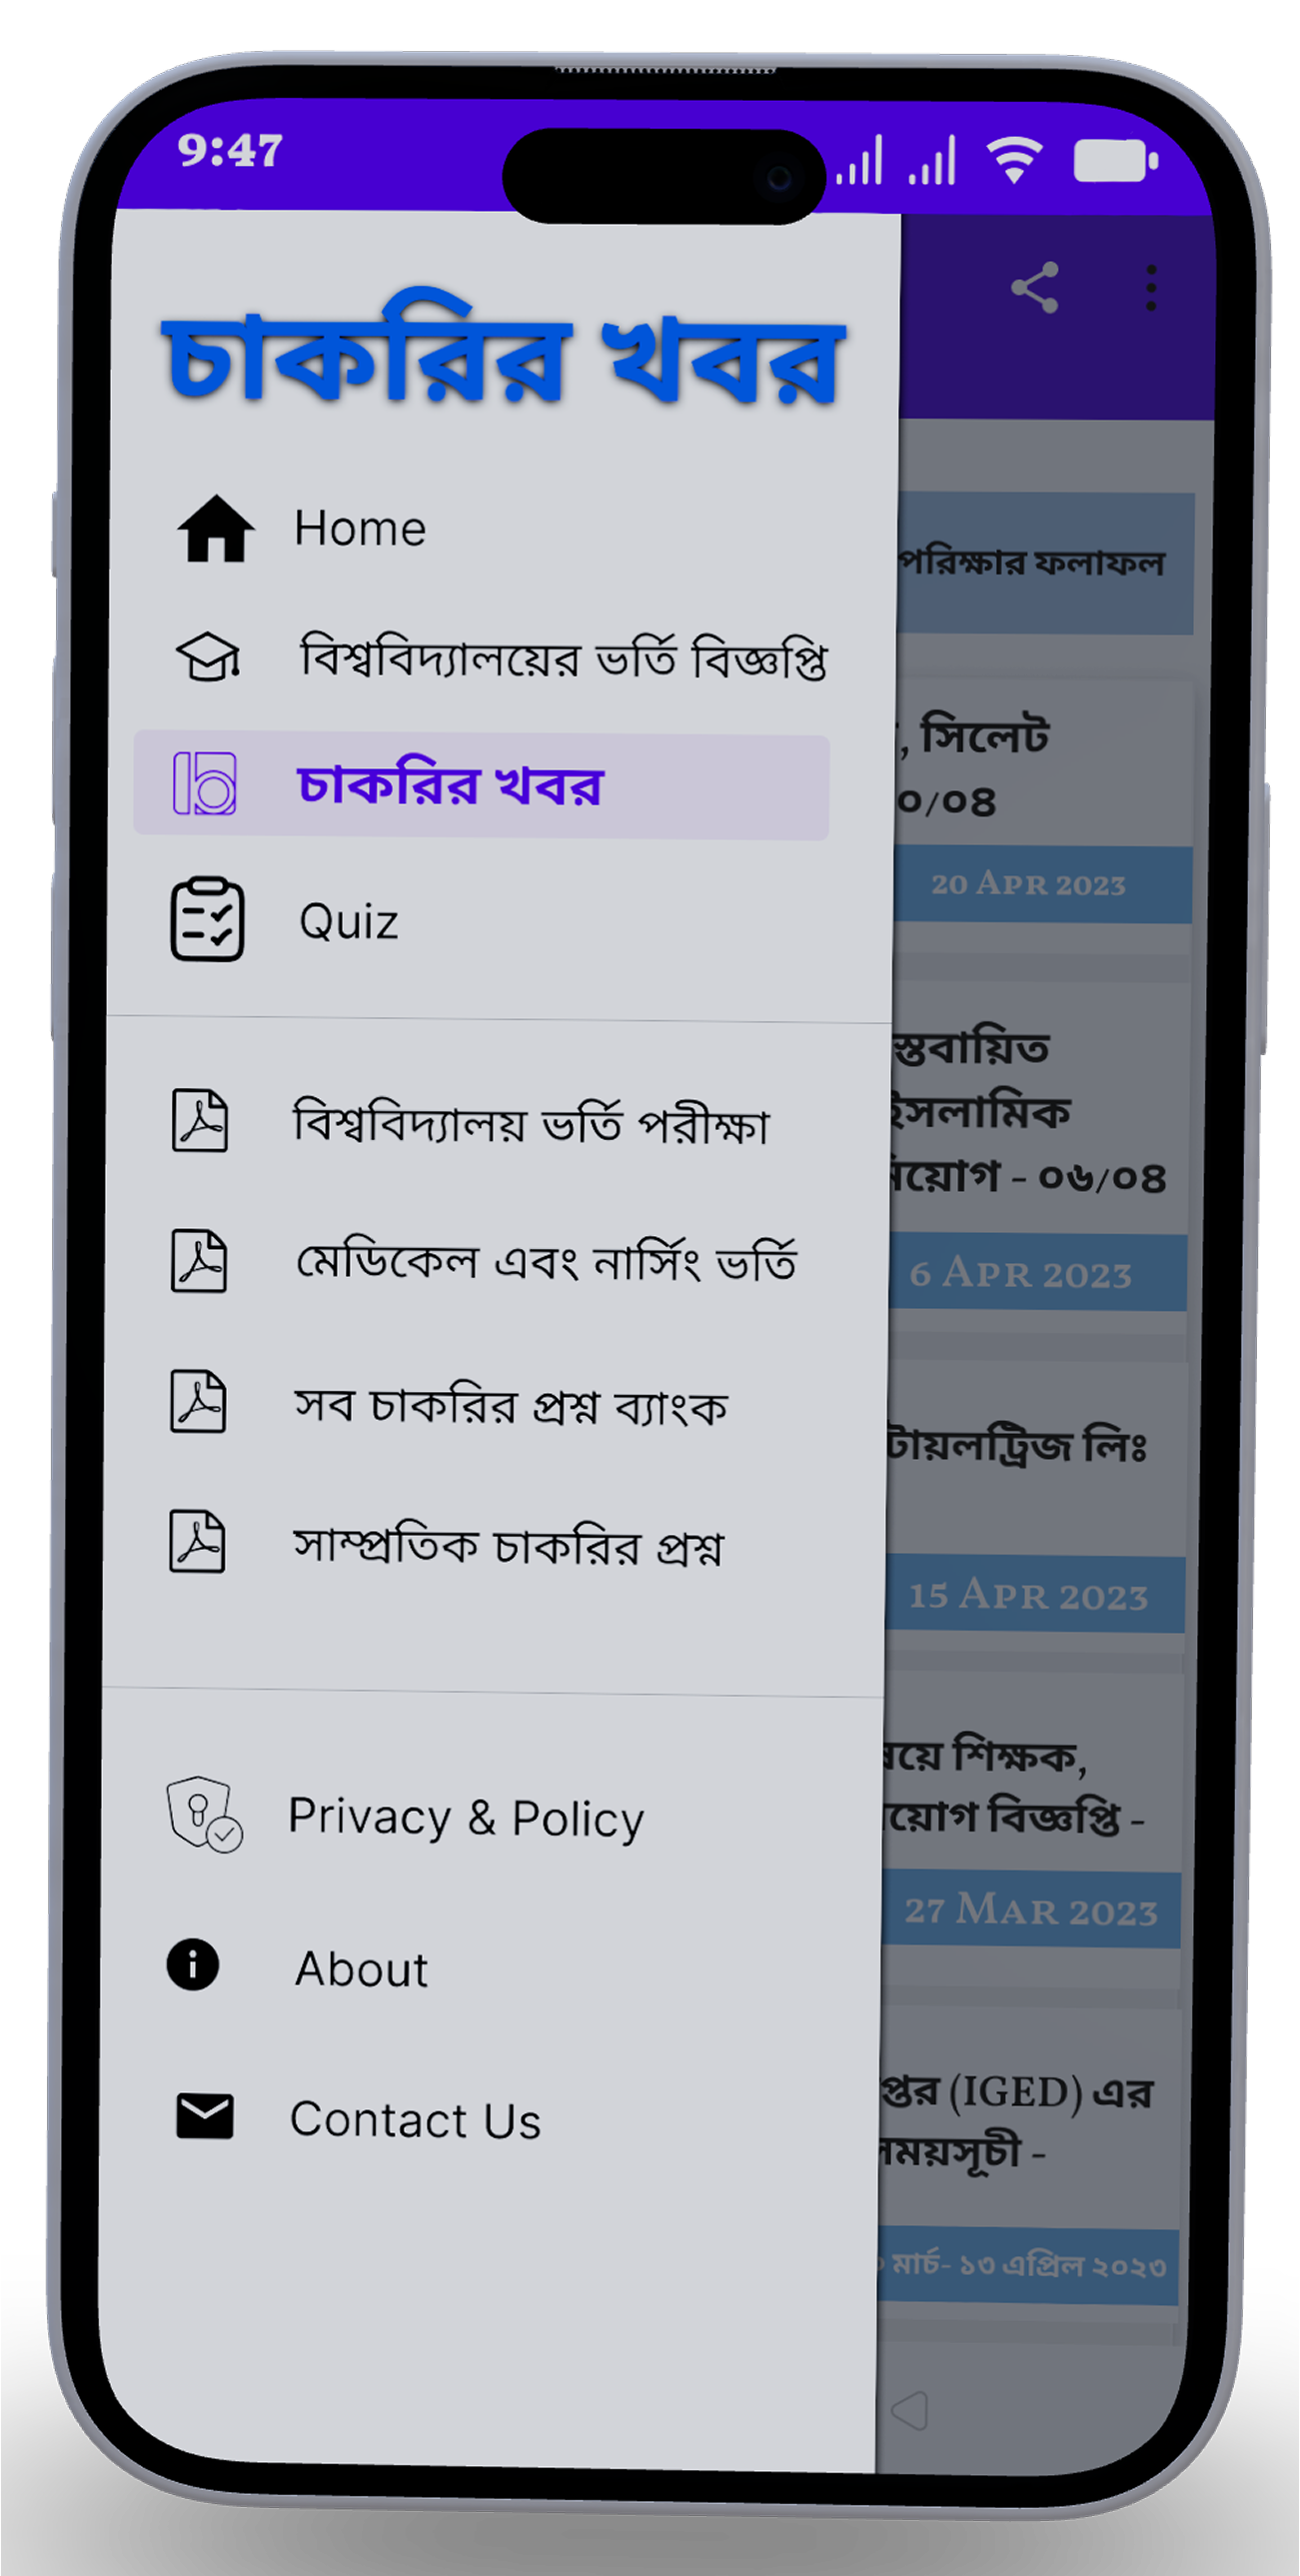 9:47
চাকরির খবর
Home
বিশ্ববিদ্যালয়ের ভর্তি বিজ্ঞপ্তি
চাকরির খবর
Quiz
বিশ্ববিদ্যালয় ভর্তি পরীক্ষা
মেডিকেল এবং নার্সিং ভর্তি
সব চাকরির প্রশ্ন ব্যাংক
সাম্প্রতিক চাকরির প্রশ্ন
Privacy & Policy
About
Contact Us
পরিক্ষার ফলাফল
, সিলেট
০/০৪
20 Apr 2023
স্তবায়িত
ইসলামিক
নিয়োগ - ০৬/০৪
6 Apr 2023
টায়লট্রিজ লিঃ
15 Apr 2023
ষয়ে শিক্ষক,
য়োগ বিজ্ঞপ্তি -
27 Mar 2023
প্তর (IGED) এর
সময়সূচী -
মার্চ- ১৩ এপ্রিল ২০২৩